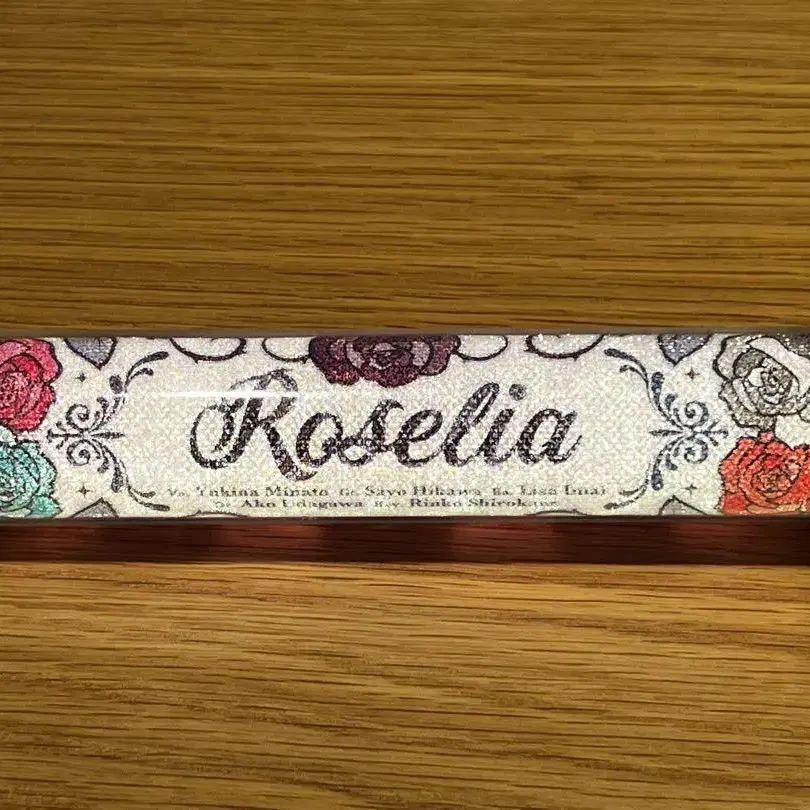 Roselia
Vo. Yukina Minato Gt. Sayo Hikawa Ba. Lisa Imai
Dr. Ako Udagawa Key. Rinko Shirokane